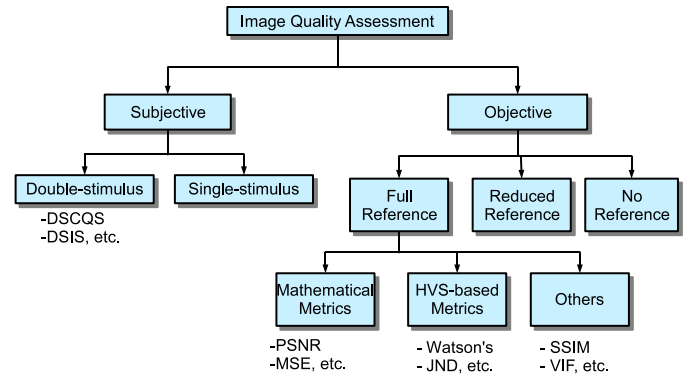 Image Quality Assessment
Subjective
Objective
Double-stimulus
Single-stimulus
-DSCQS
-DSIS, etc.
Full
Reference
Reduced
Reference
No
Reference
Mathematical
Metrics
HVS-based
Metrics
Others
-PSNR
-MSE, etc.
- Watson's
- JND, etc.
- SSIM
- VIF, etc.